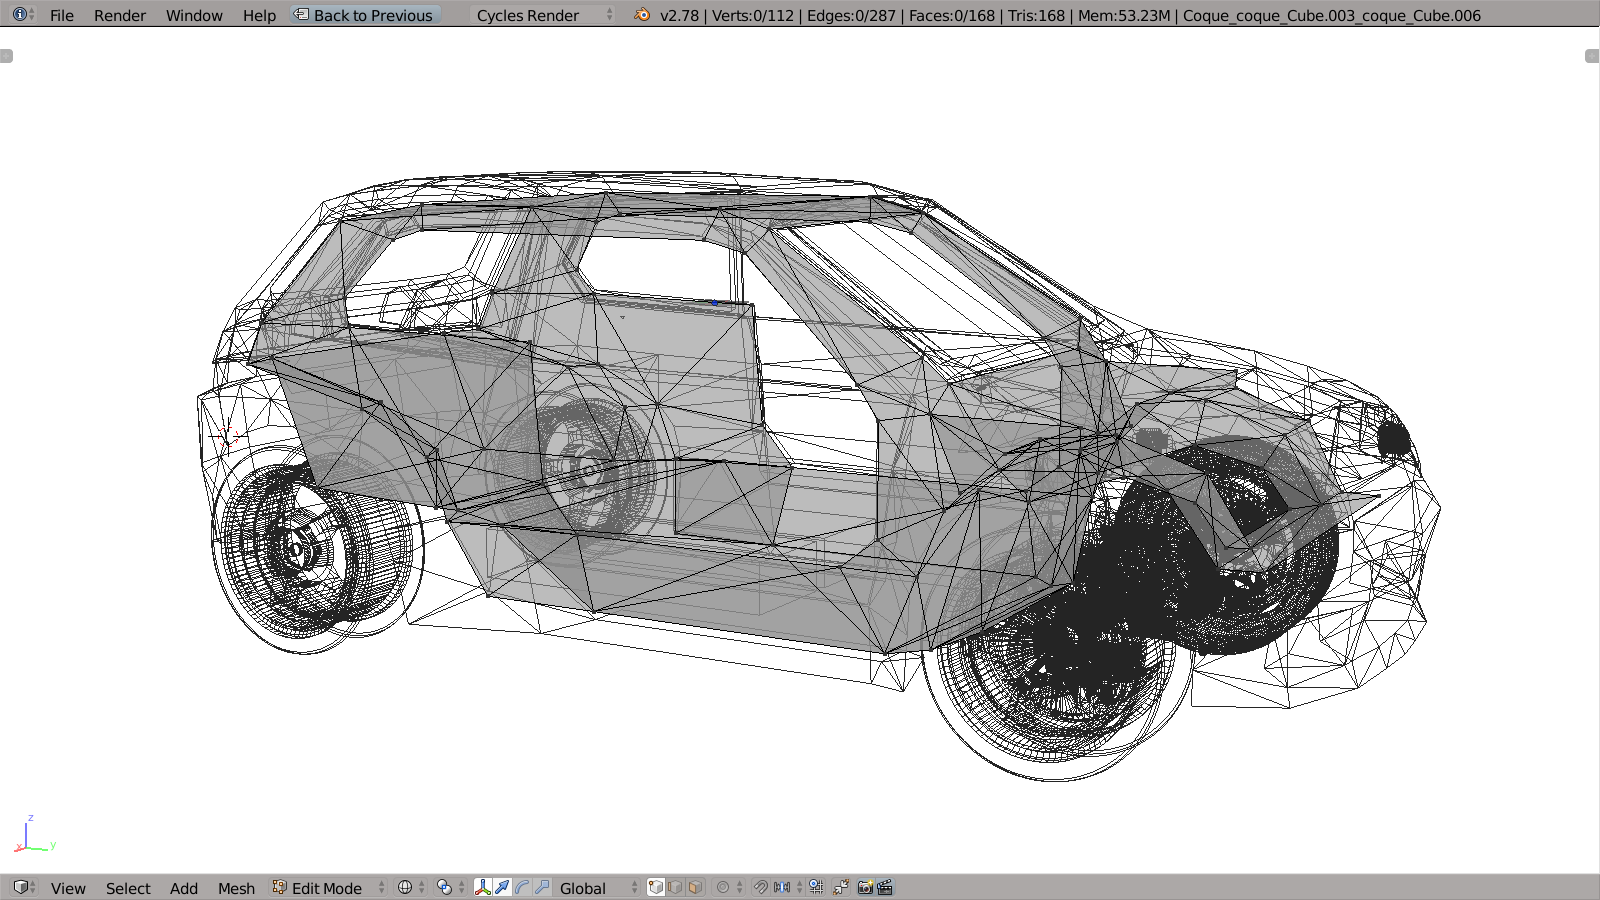 File Render Window Help Back to Previous Cycles Render v2.78 | Verts:0/112 | Edges:0/287 | Faces:0/168 | Tris:168 | Mem:53.23M | Coque_coque_Cube.003_coque_Cube.006
z
x y
View Select Add Mesh Edit Mode Global